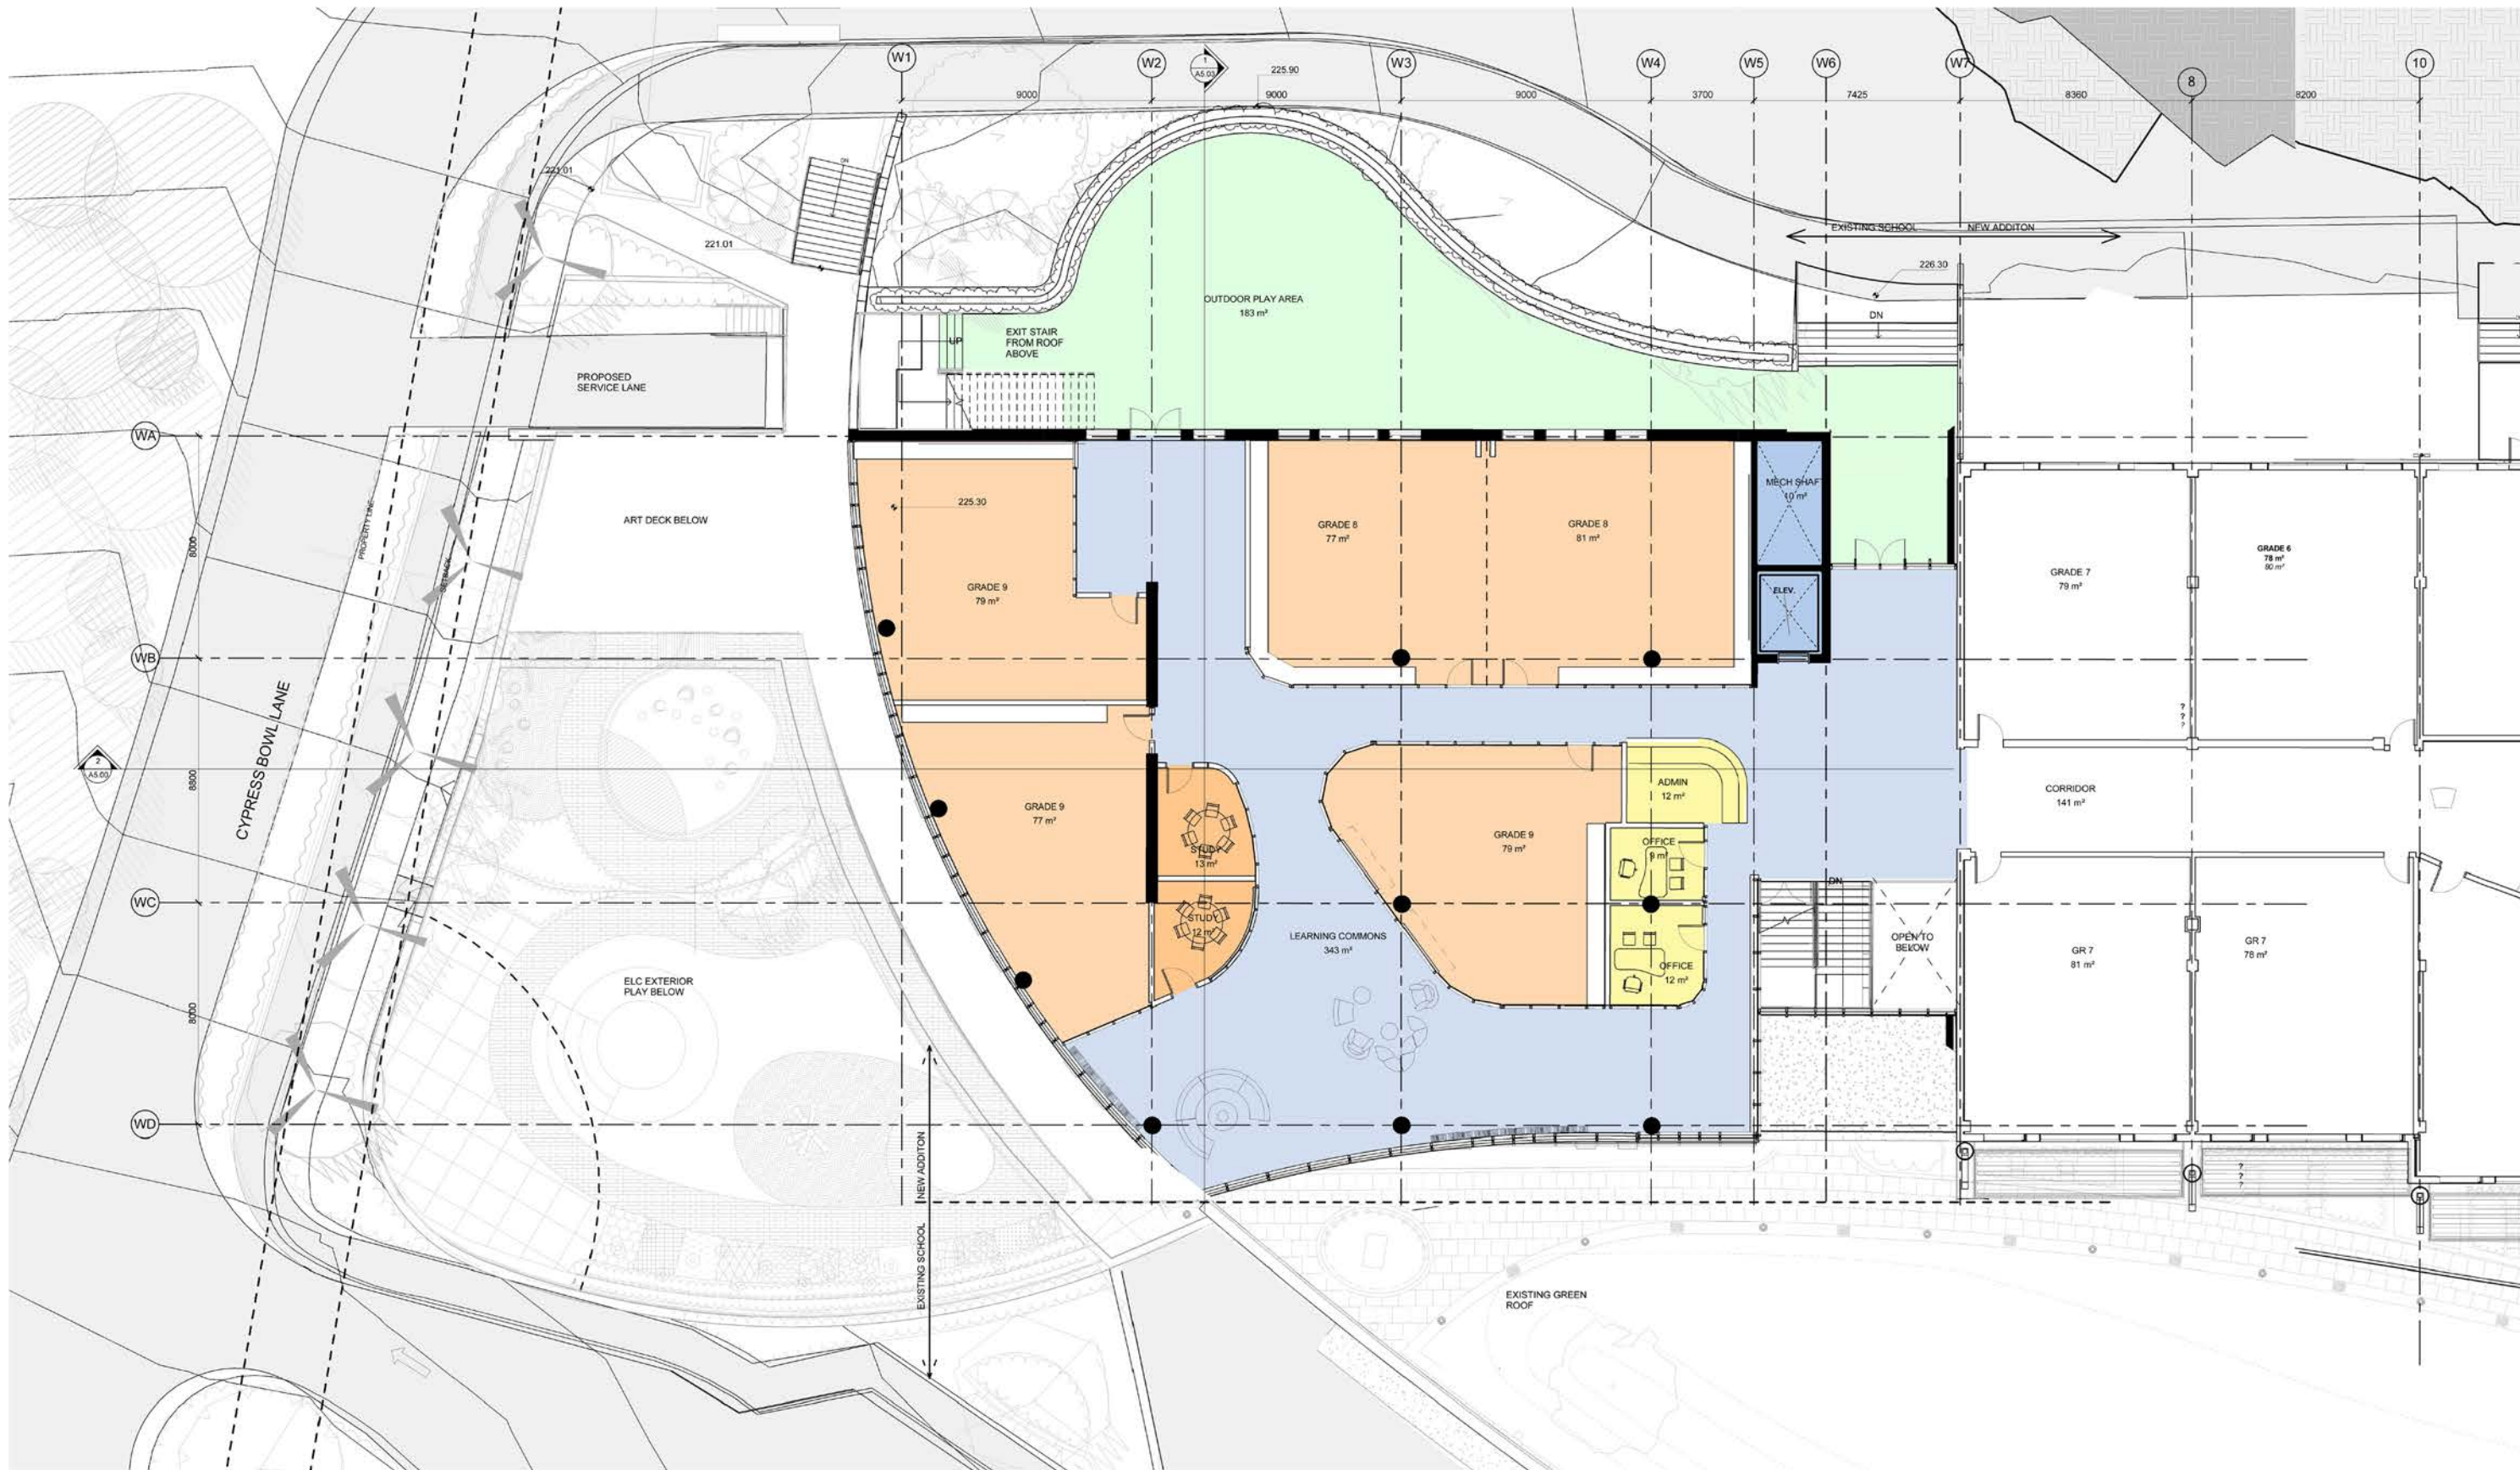 W1
W2
1
A5.03
225.90
W3
W4
W5
W6
W7
8
10
9000
9000
9000
3700
7425
8360
8200
DN
221.01
221.01
EXISTING SCHOOL
NEW ADDITON
226.30
OUTDOOR PLAY AREA
183 m²
DN
UP
EXIT STAIR
FROM ROOF
ABOVE
PROPOSED
SERVICE LANE
WA
PROPERTY LINE
SETBACK
8000
ART DECK BELOW
225.30
GRADE 9
79 m²
GRADE 8
77 m²
GRADE 8
81 m²
MECH SHAF
10 m²
ELEV.
GRADE 7
79 m²
GRADE 6
78 m²
80 m²
WB
?
?
?
CYPRESS BOWL LANE
2
A5.00
8800
GRADE 9
77 m²
STUDY
13 m²
STUDY
12 m²
GRADE 9
79 m²
ADMIN
12 m²
OFFICE
9 m²
OFFICE
12 m²
CORRIDOR
141 m²
WC
LEARNING COMMONS
343 m²
DN
OPEN TO
BELOW
GR 7
81 m²
GR 7
78 m²
8000
ELC EXTERIOR
PLAY BELOW
WD
NEW ADDITON
EXISTING SCHOOL
?
?
?
EXISTING GREEN
ROOF